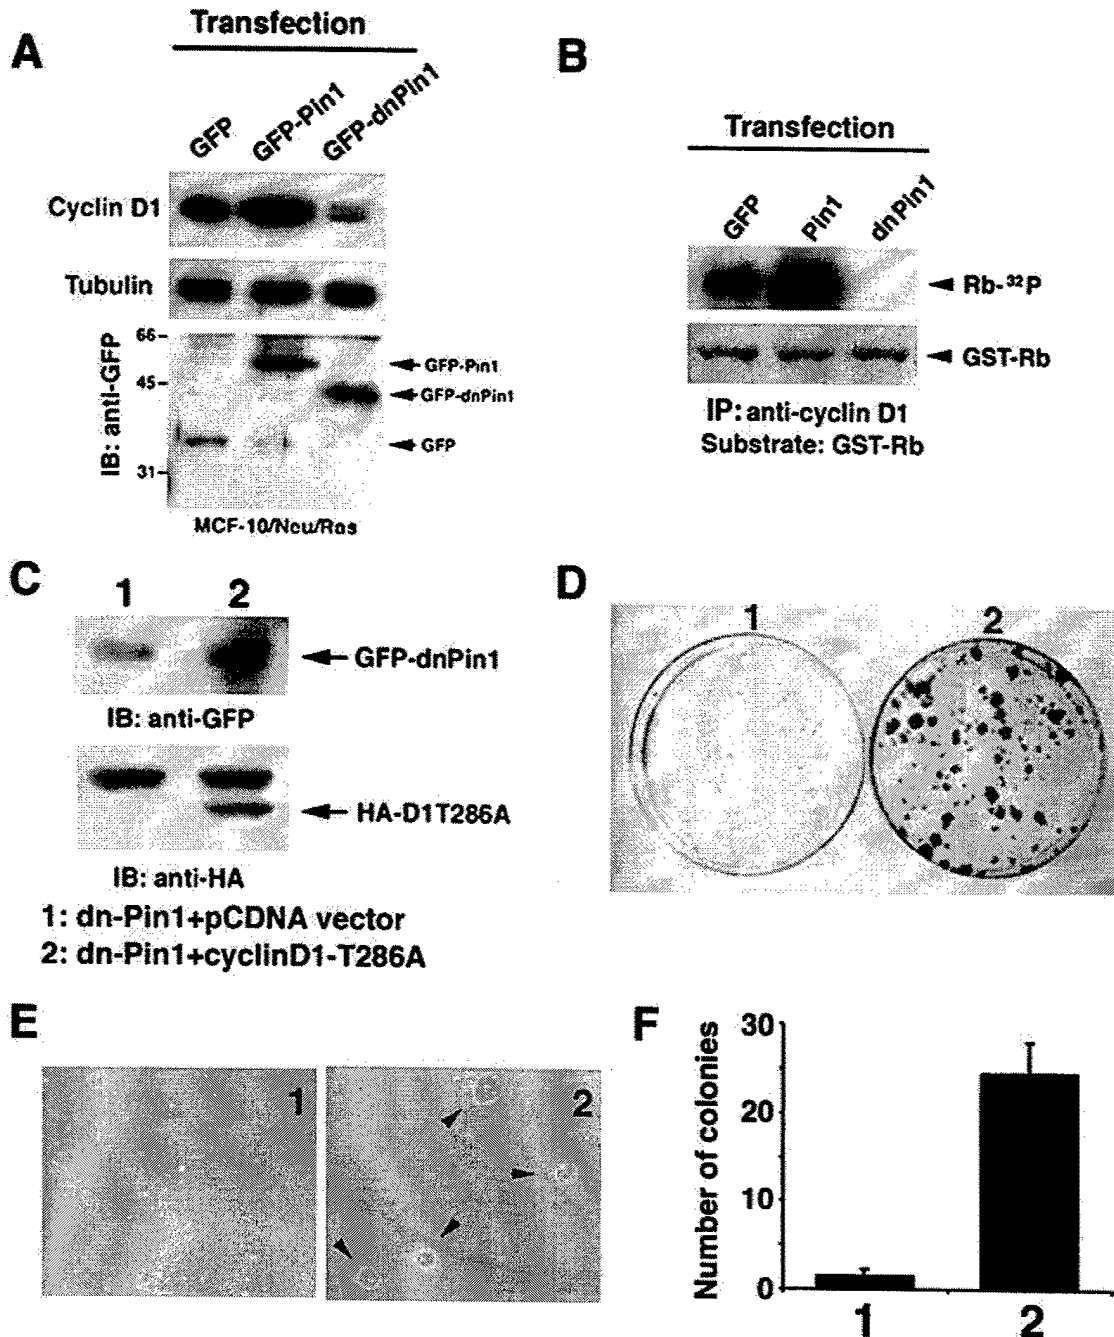 A
Transfection
GFP
GFP-Pin1
GFP-dnPin1
Cyclin D1
Tubulin
66
45
31
IB: anti-GFP
GFP-Pin1
GFP-dnPin1
GFP
MCF-10/Neu/Ras
B
Transfection
GFP
Pin1
dnPin1
Rb-³²P
GST-Rb
IP: anti-cyclin D1
Substrate: GST-Rb
C
1 2
GFP-dnPin1
IB: anti-GFP
HA-D1T286A
IB: anti-HA
1: dn-Pin1+pCDNA vector
2: dn-Pin1+cyclinD1-T286A
D
1 2
E
1 2
F
Number of colonies
30
20
10
0
1 2